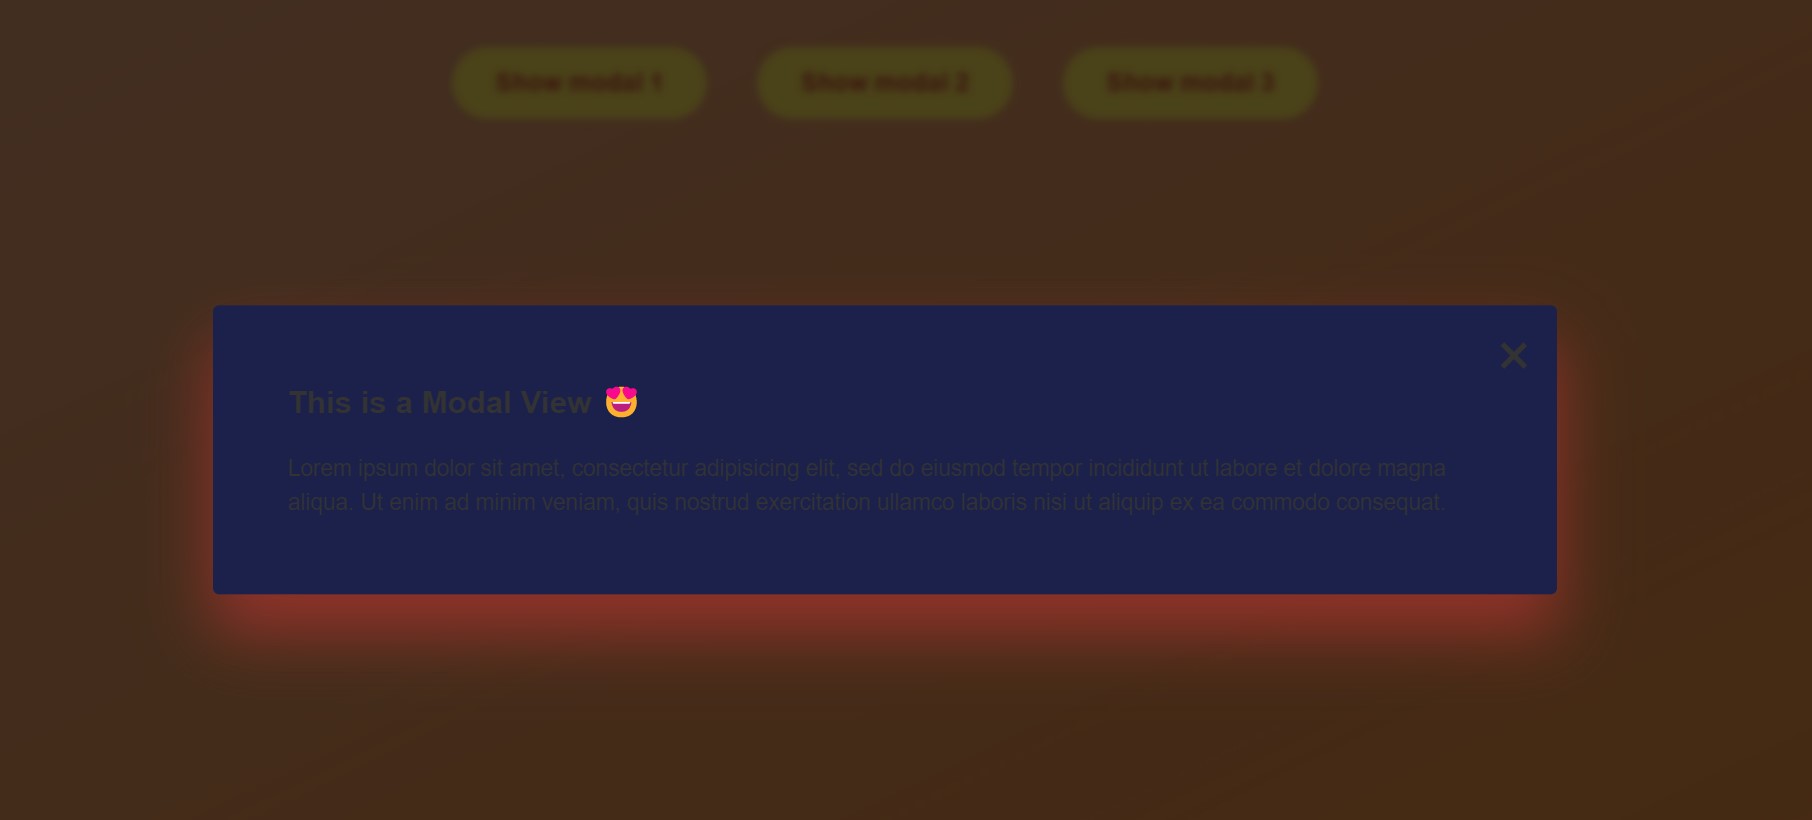 Show modal 1 Show modal 2 Show modal 3
×
This is a Modal View 😍
Lorem ipsum dolor sit amet, consectetur adipisicing elit, sed do eiusmod tempor incididunt ut labore et dolore magna
aliqua. Ut enim ad minim veniam, quis nostrud exercitation ullamco laboris nisi ut aliquip ex ea commodo consequat.